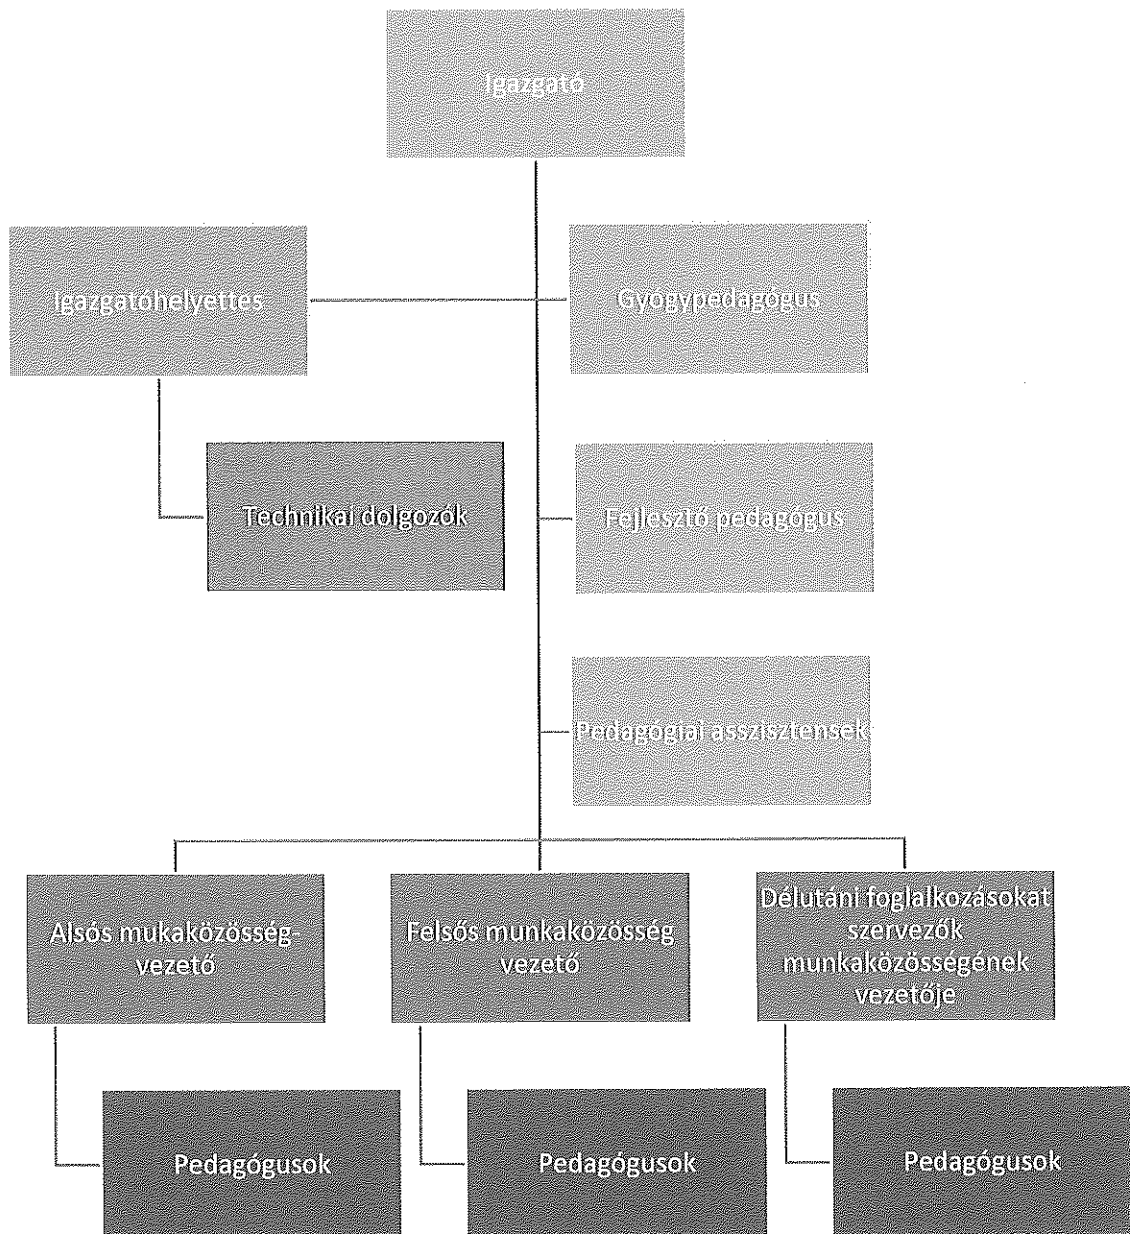 Igazgató
Igazgatóhelyettes
Gyógypedagógus
Technikai dolgozók
Fejlesztő pedagógus
Pedagógiai asszisztensek
Alsós mukaközösség-
vezető
Felsős munkaközösség
vezető
Délutáni foglalkozásokat
szervezők
munkaközösségének
vezetője
Pedagógusok
Pedagógusok
Pedagógusok